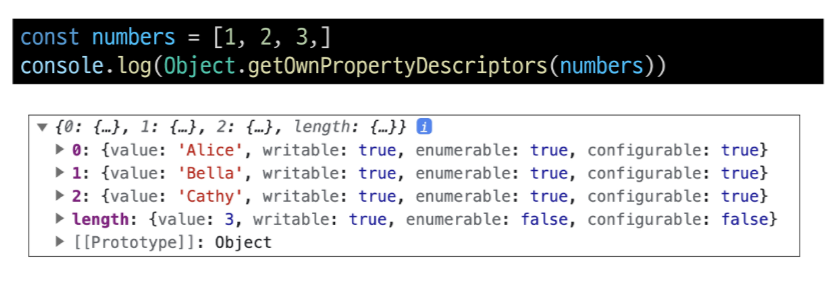 const numbers = [1, 2, 3,]
console.log(Object.getOwnPropertyDescriptors(numbers))
▼ {0: {…}, 1: {…}, 2: {…}, length: {…}} i
▶ 0: {value: 'Alice', writable: true, enumerable: true, configurable: true}
▶ 1: {value: 'Bella', writable: true, enumerable: true, configurable: true}
▶ 2: {value: 'Cathy', writable: true, enumerable: true, configurable: true}
▶ length: {value: 3, writable: true, enumerable: false, configurable: false}
▶ [[Prototype]]: Object